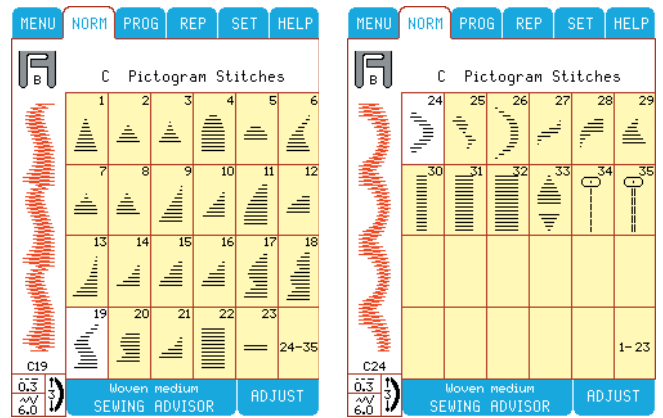 MENU NORM PROG REP SET HELP
B
C Pictogram Stitches
1 2 3 4 5 6
7 8 9 10 11 12
13 14 15 16 17 18
19 20 21 22 23 24-35
C19
0.3
6.0
3
Woven medium
SEWING ADVISOR
ADJUST
MENU NORM PROG REP SET HELP
B
C Pictogram Stitches
24 25 26 27 28 29
30 31 32 33 34 35
1-23
C24
0.3
6.0
3
Woven medium
SEWING ADVISOR
ADJUST